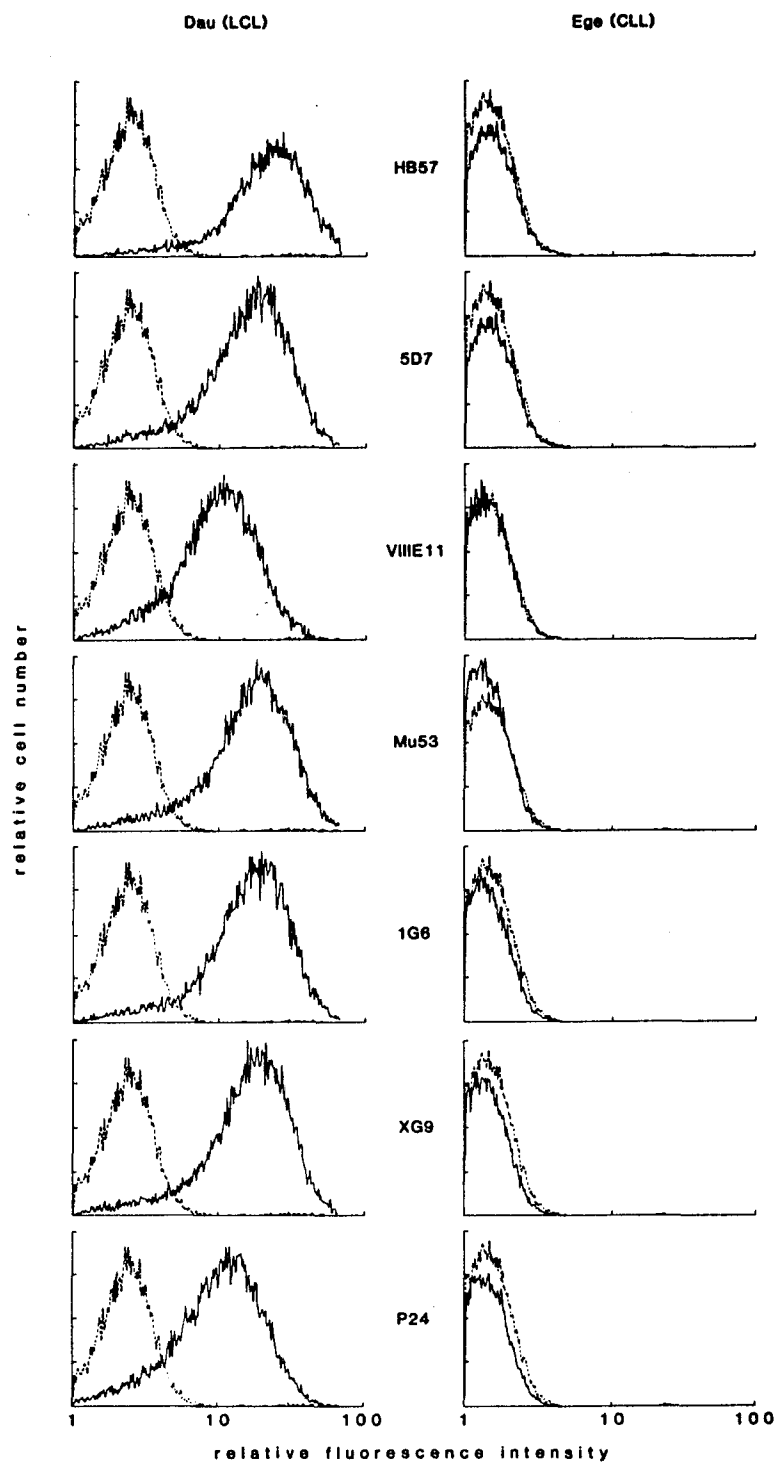 Dau (LCL)
Ege (CLL)
HB57
5D7
VIIIE11
Mu53
1G6
XG9
P24
relative cell number
1 10 100
1 10 100
relative fluorescence intensity